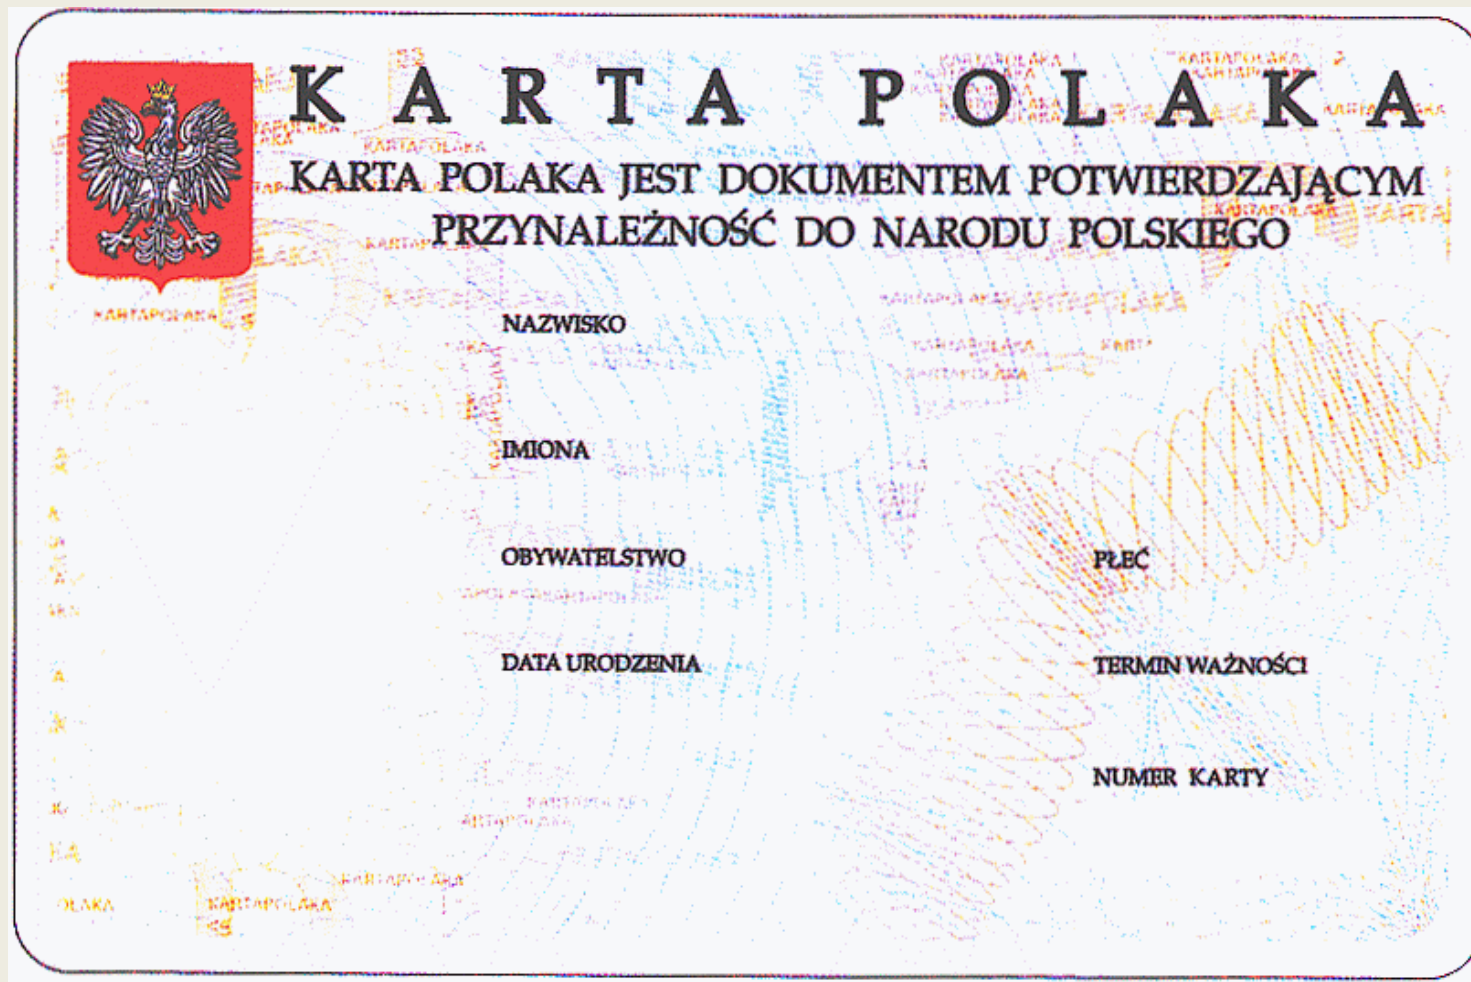 KARTA POLAKA
KARTA POLAKA JEST DOKUMENTEM POTWIERDZAJĄCYM
PRZYNALEŻNOŚĆ DO NARODU POLSKIEGO
NAZWISKO
IMIONA
OBYWATELSTWO
PŁEĆ
DATA URODZENIA
TERMIN WAŻNOŚCI
NUMER KARTY